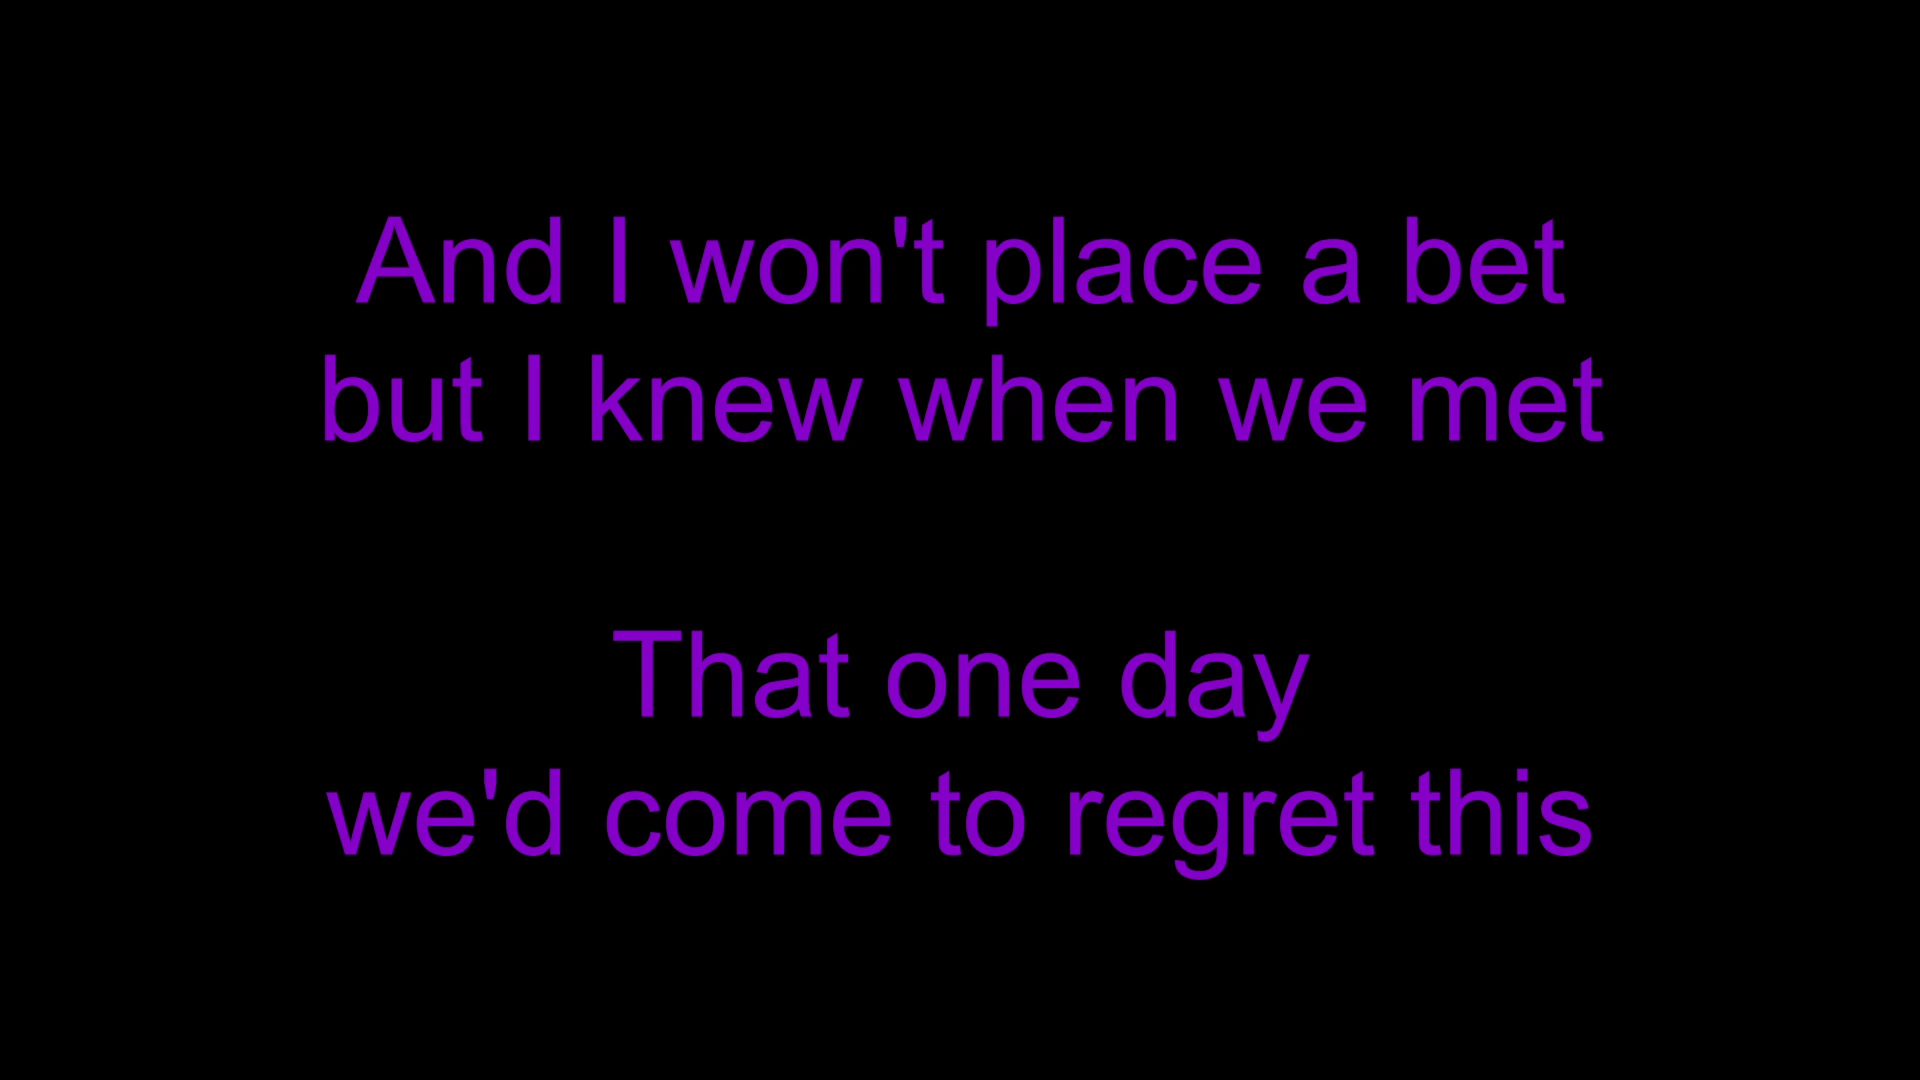 And I won't place a bet
but I knew when we met
That one day
we'd come to regret this